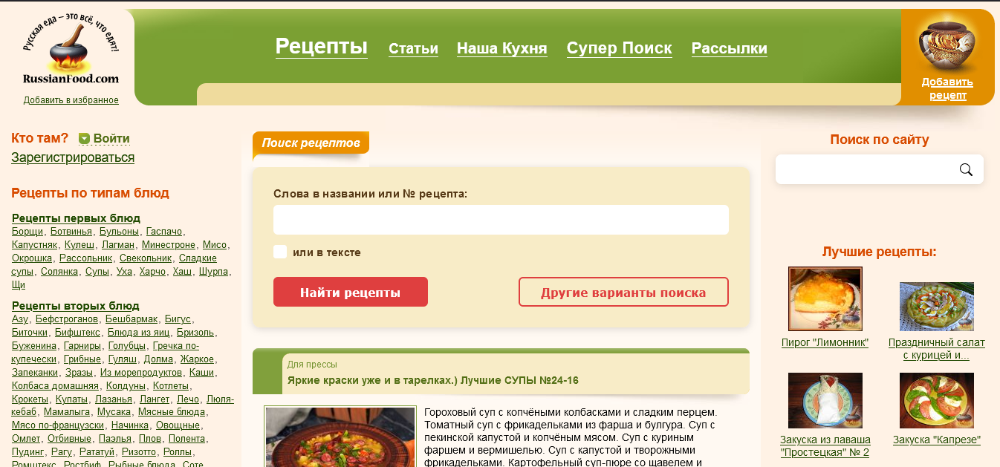 Русская еда – это всё, что едят!
RussianFood.com
Добавить в избранное
Рецепты Статьи Наша Кухня Супер Поиск Рассылки
Добавить
рецепт
Кто там? Войти
Зарегистрироваться
Рецепты по типам блюд
Рецепты первых блюд
Борщи, Ботвинья, Бульоны, Гаспачо,
Капустняк, Кулеш, Лагман, Минестроне, Мисо,
Окрошка, Рассольник, Свекольник, Сладкие
супы, Солянка, Супы, Уха, Харчо, Хаш, Шурпа,
Щи
Рецепты вторых блюд
Азу, Бефстроганов, Бешбармак, Бигус,
Биточки, Бифштекс, Блюда из яиц, Бризоль,
Буженина, Гарниры, Голубцы, Гречка по-
купечески, Грибные, Гуляш, Долма, Жаркое,
Запеканки, Зразы, Из морепродуктов, Каши,
Колбаса домашняя, Колдуны, Котлеты,
Крокеты, Купаты, Лазанья, Лангет, Лечо, Люля-
кебаб, Мамалыга, Мусака, Мясные блюда,
Мясо по-французски, Начинка, Овощные,
Омлет, Отбивные, Паэлья, Плов, Полента,
Пудинг, Рагу, Рататуй, Ризотто, Роллы,
Ромштекс, Ростбиф, Рыбные блюда, Соте
Поиск рецептов
Слова в названии или № рецепта:
или в тексте
Найти рецепты Другие варианты поиска
Для прессы
Яркие краски уже и в тарелках.) Лучшие СУПЫ №24-16
Гороховый суп с копчёными колбасками и сладким перцем.
Томатный суп с фрикадельками из фарша и булгура. Суп с
пекинской капустой и копчёным мясом. Суп с куриным
фаршем и вермишелью. Суп с капустой и творожными
фрикадельками. Картофельный суп-пюре со щавелем и
Поиск по сайту
Лучшие рецепты:
Пирог "Лимонник"
Праздничный салат
с курицей и...
Закуска из лаваша
"Простецкая" № 2
Закуска "Капрезе"